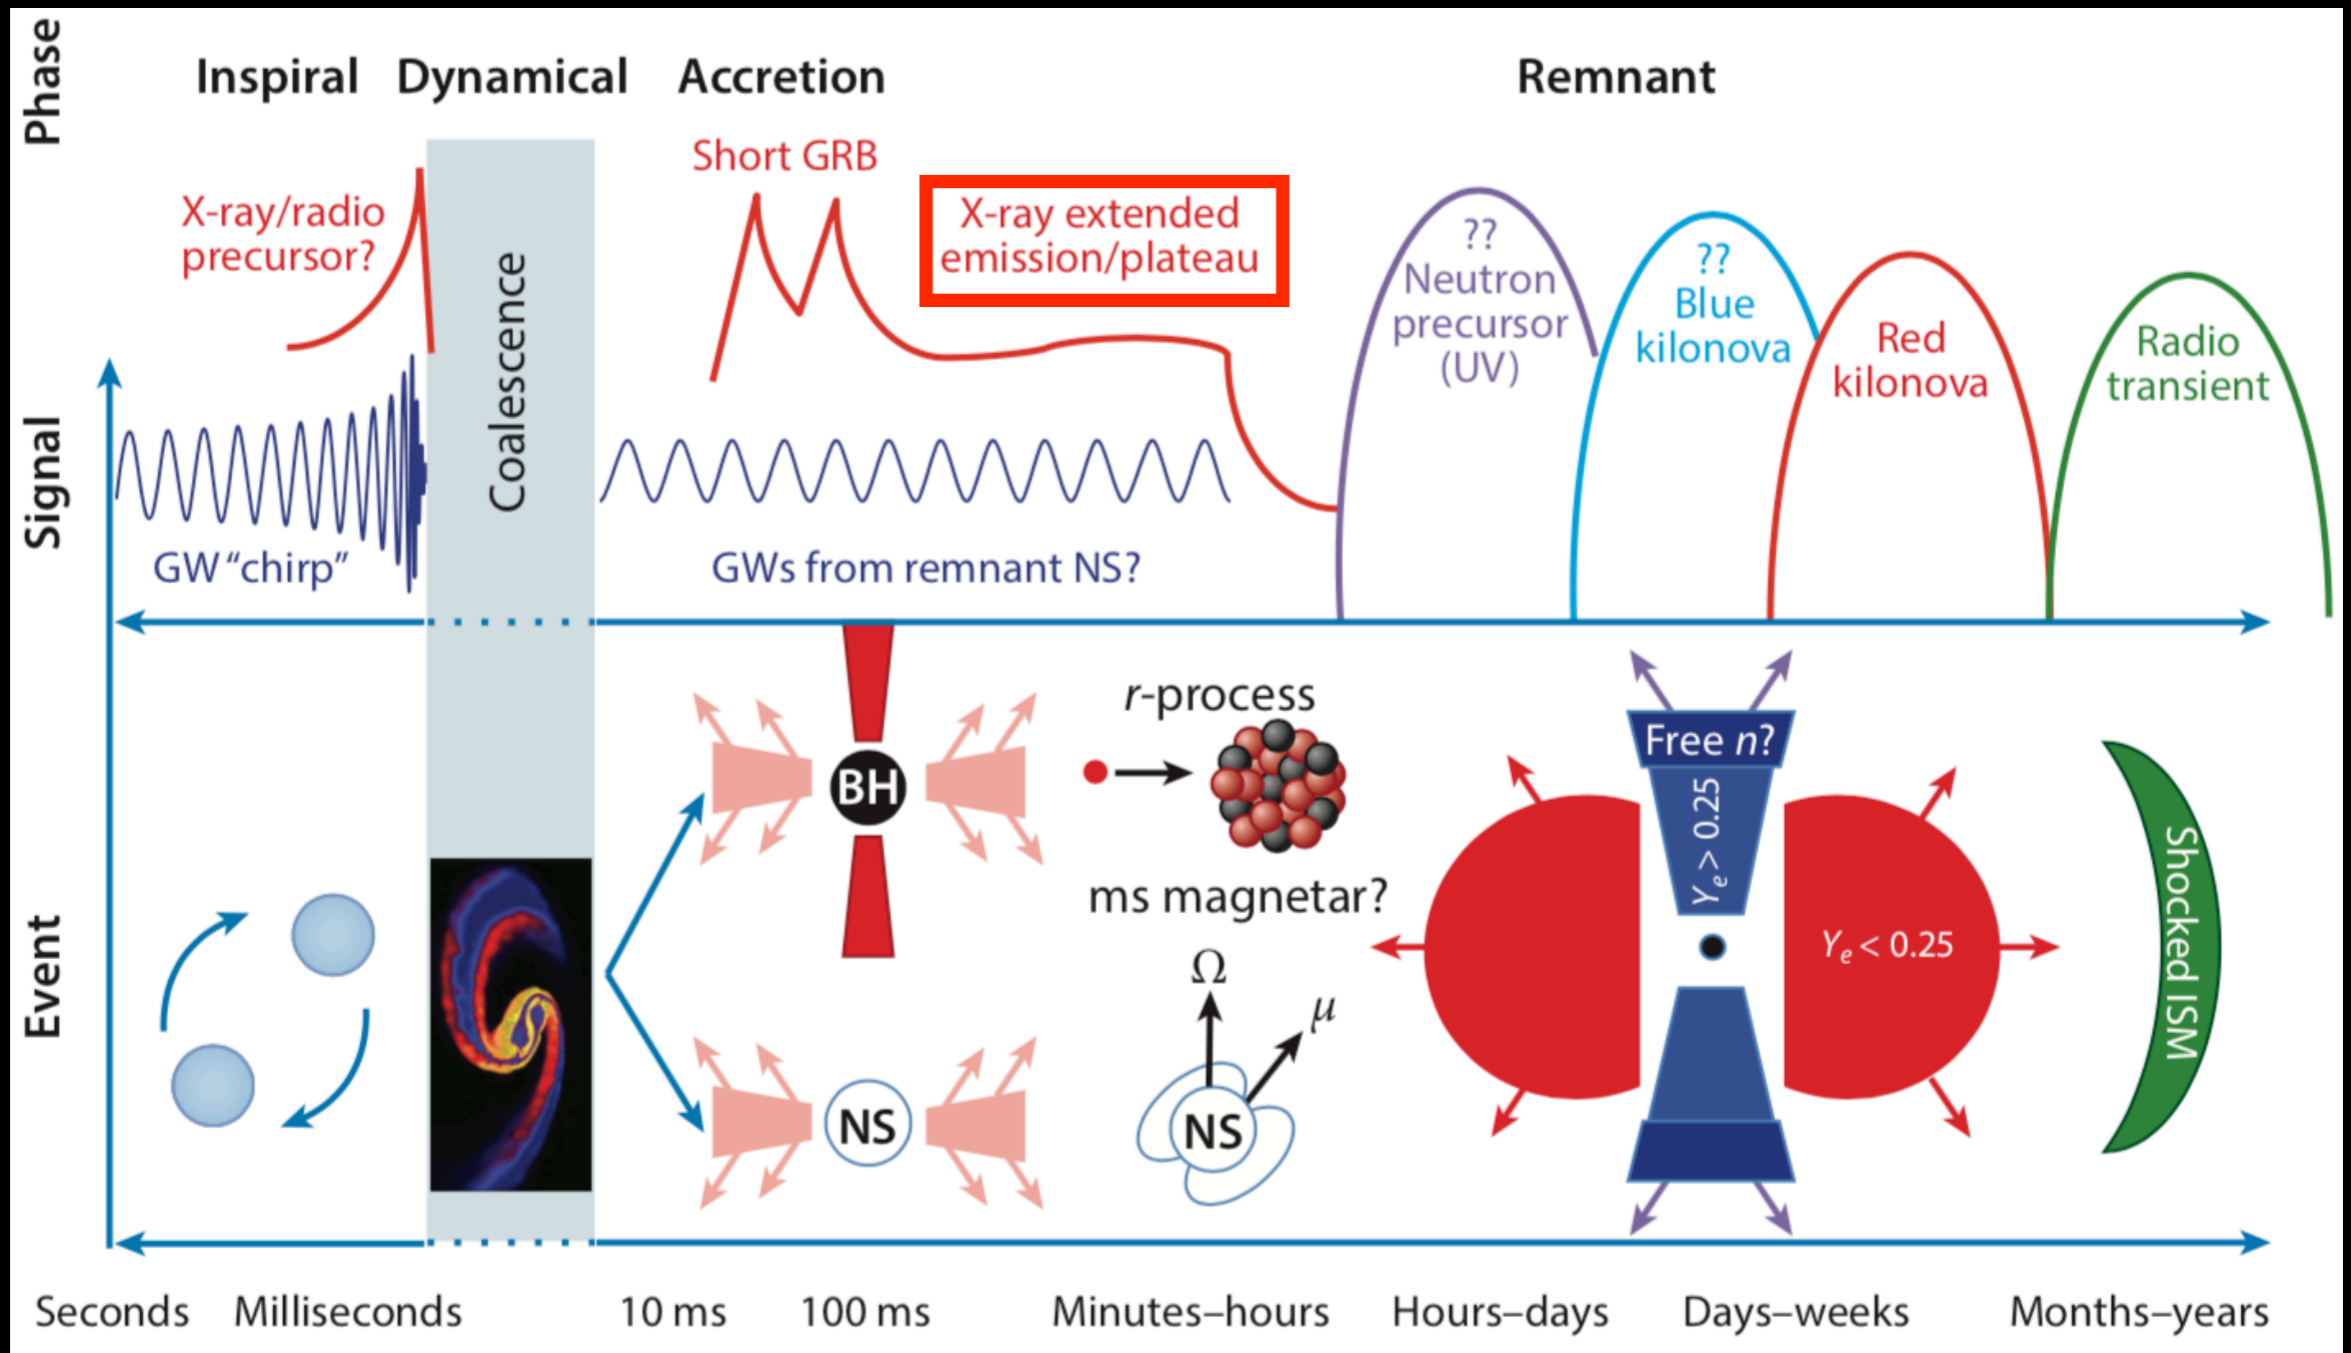 Phase
Inspiral
Dynamical
Accretion
Remnant
Short GRB
X-ray/radio
precursor?
X-ray extended
emission/plateau
??
Neutron
precursor
(UV)
??
Blue
kilonova
Red
kilonova
Radio
transient
Signal
Coalescence
GW “chirp”
GWs from remnant NS?
Event
BH
NS
r-process
ms magnetar?
Ω
μ
NS
Free n?
Ye > 0.25
Ye < 0.25
Shocked ISM
Seconds
Milliseconds
10 ms
100 ms
Minutes–hours
Hours–days
Days–weeks
Months–years